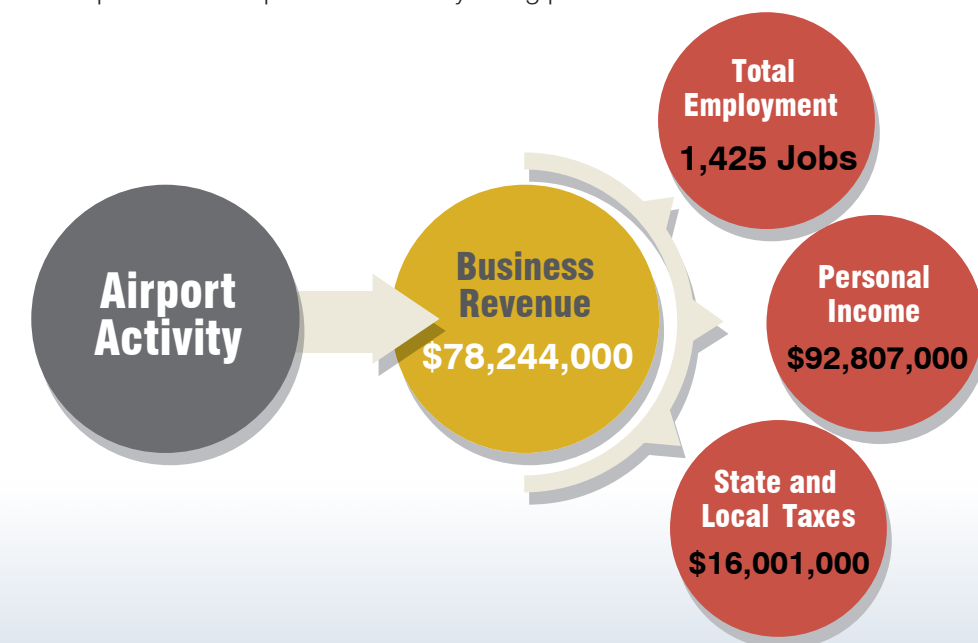 Airport
Activity
Business
Revenue
$78,244,000
Total
Employment
1,425 Jobs
Personal
Income
$92,807,000
State and
Local Taxes
$16,001,000